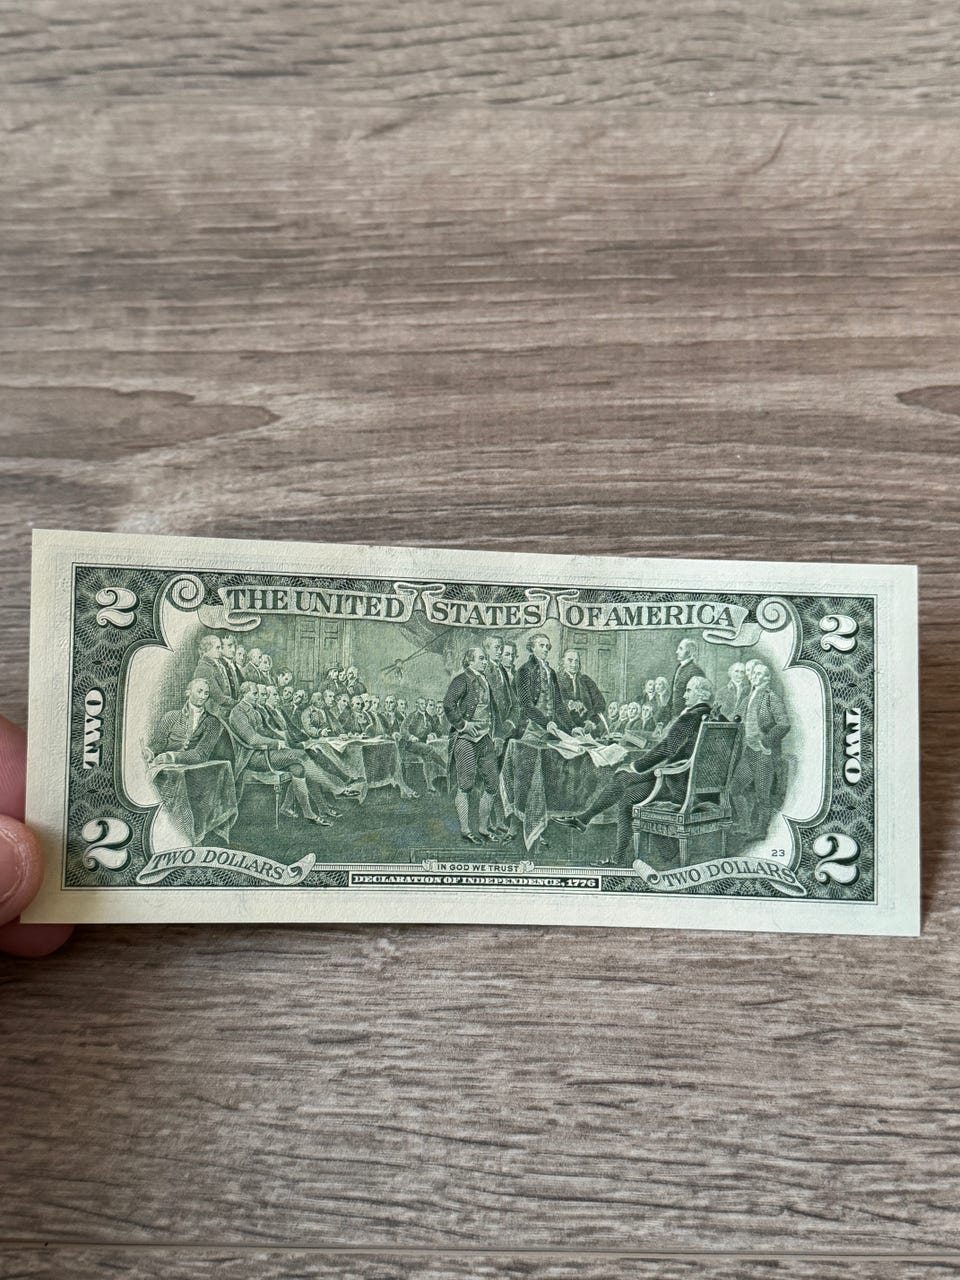 2
THE UNITED STATES OF AMERICA
2
TWO
TWO
23
2
TWO DOLLARS
IN GOD WE TRUST
DECLARATION OF INDEPENDENCE, 1776
TWO DOLLARS
2